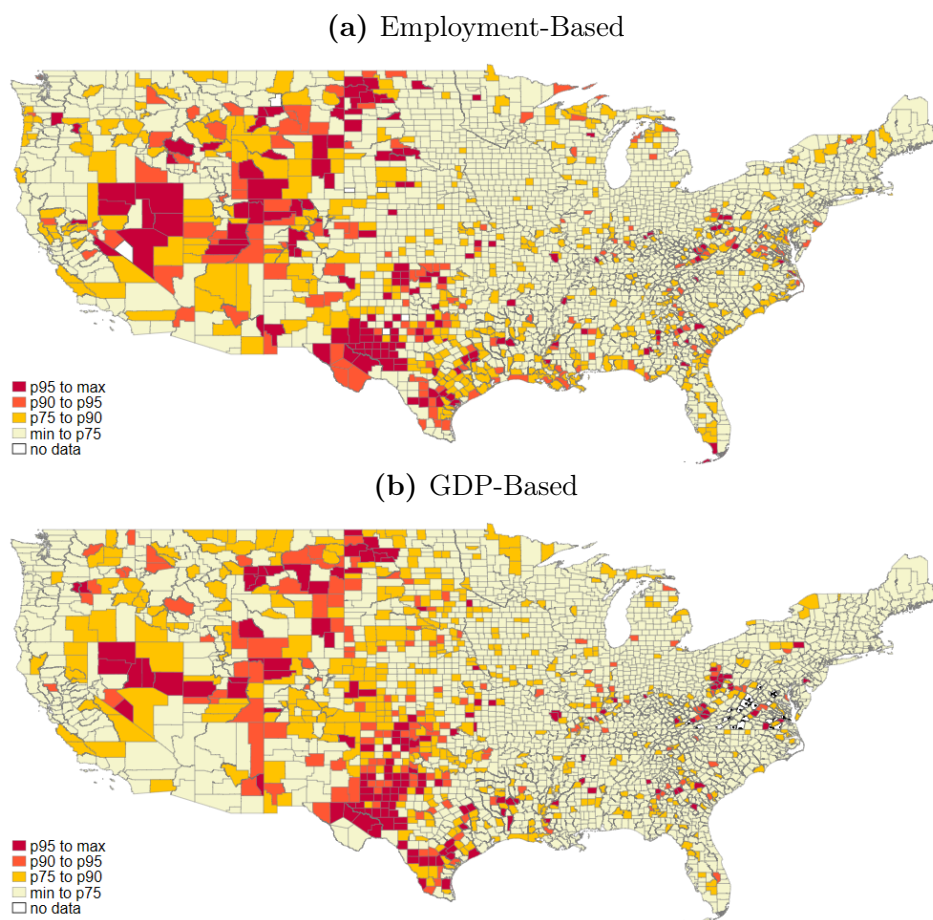 (a) Employment-Based
p95 to max
p90 to p95
p75 to p90
min to p75
no data
(b) GDP-Based
p95 to max
p90 to p95
p75 to p90
min to p75
no data